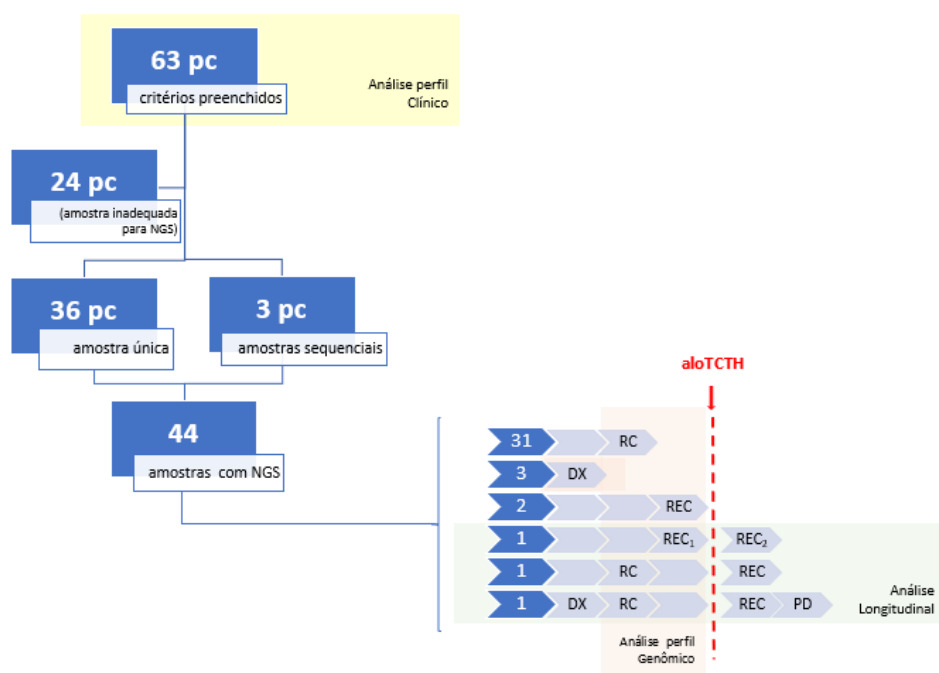 63 pc
critérios preenchidos
Análise perfil
Clínico
24 pc
(amostra inadequada
para NGS)
36 pc
amostra única
3 pc
amostras sequenciais
44
amostras com NGS
aloTCTH
31 RC
3 DX
2 REC
1 REC₁ REC₂
1 RC REC
1 DX RC REC PD
Análise
Longitudinal
Análise perfil
Genômico